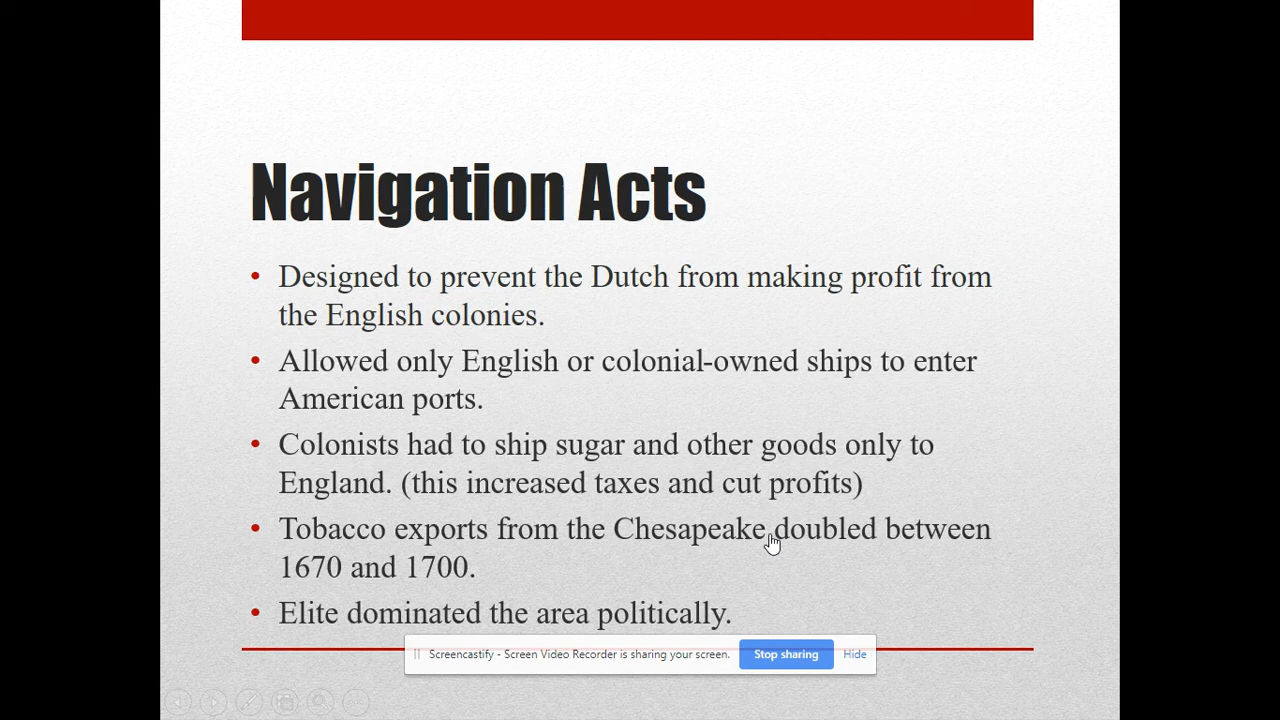 Navigation Acts
• Designed to prevent the Dutch from making profit from
the English colonies.
• Allowed only English or colonial-owned ships to enter
American ports.
• Colonists had to ship sugar and other goods only to
England. (this increased taxes and cut profits)
• Tobacco exports from the Chesapeake doubled between
1670 and 1700.
• Elite dominated the area politically.
Screencastify - Screen Video Recorder is sharing your screen. Stop sharing Hide